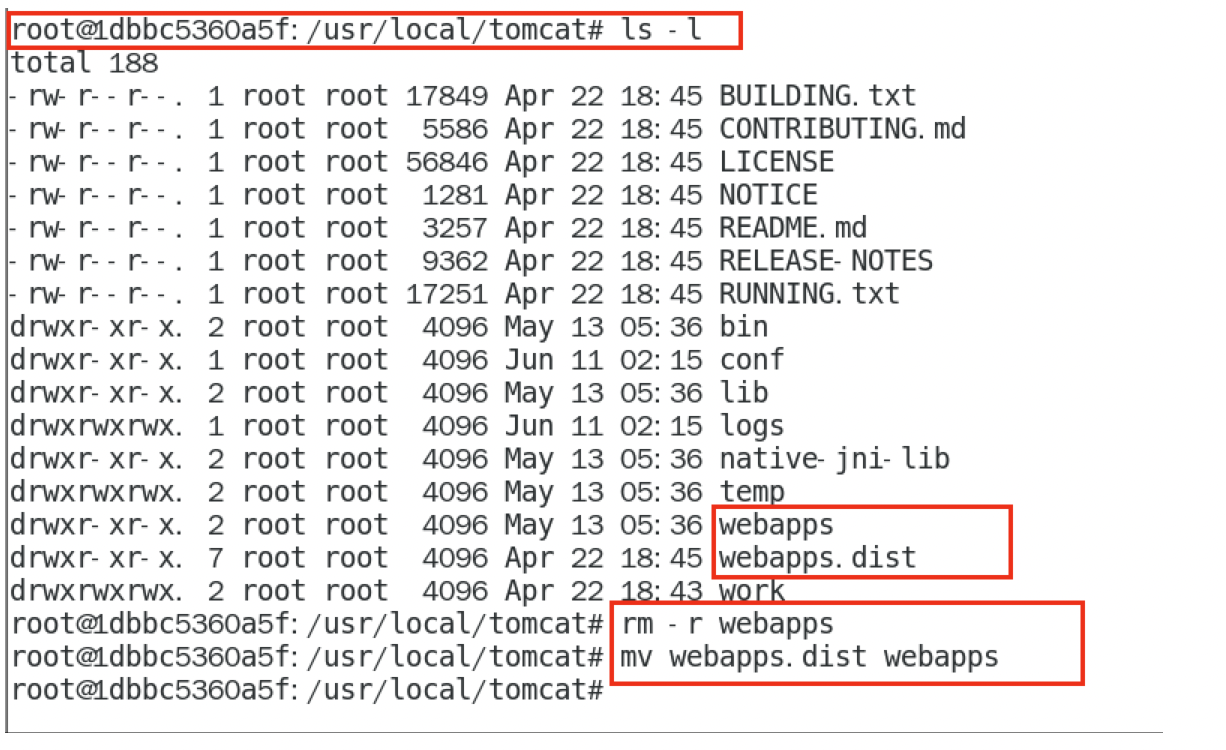 root@1dbbc5360a5f:/usr/local/tomcat# ls -l
total 188
-rw-r--r--. 1 root root 17849 Apr 22 18:45 BUILDING.txt
-rw-r--r--. 1 root root  5586 Apr 22 18:45 CONTRIBUTING.md
-rw-r--r--. 1 root root 56846 Apr 22 18:45 LICENSE
-rw-r--r--. 1 root root  1281 Apr 22 18:45 NOTICE
-rw-r--r--. 1 root root  3257 Apr 22 18:45 README.md
-rw-r--r--. 1 root root  9362 Apr 22 18:45 RELEASE-NOTES
-rw-r--r--. 1 root root 17251 Apr 22 18:45 RUNNING.txt
drwxr-xr-x. 2 root root  4096 May 13 05:36 bin
drwxr-xr-x. 1 root root  4096 Jun 11 02:15 conf
drwxr-xr-x. 2 root root  4096 May 13 05:36 lib
drwxrwxrwx. 1 root root  4096 Jun 11 02:15 logs
drwxr-xr-x. 2 root root  4096 May 13 05:36 native-jni-lib
drwxrwxrwx. 2 root root  4096 May 13 05:36 temp
drwxr-xr-x. 2 root root  4096 May 13 05:36 webapps
drwxr-xr-x. 7 root root  4096 Apr 22 18:45 webapps.dist
drwxrwxrwx. 2 root root  4096 Apr 22 18:43 work
root@1dbbc5360a5f:/usr/local/tomcat# rm -r webapps
root@1dbbc5360a5f:/usr/local/tomcat# mv webapps.dist webapps
root@1dbbc5360a5f:/usr/local/tomcat#